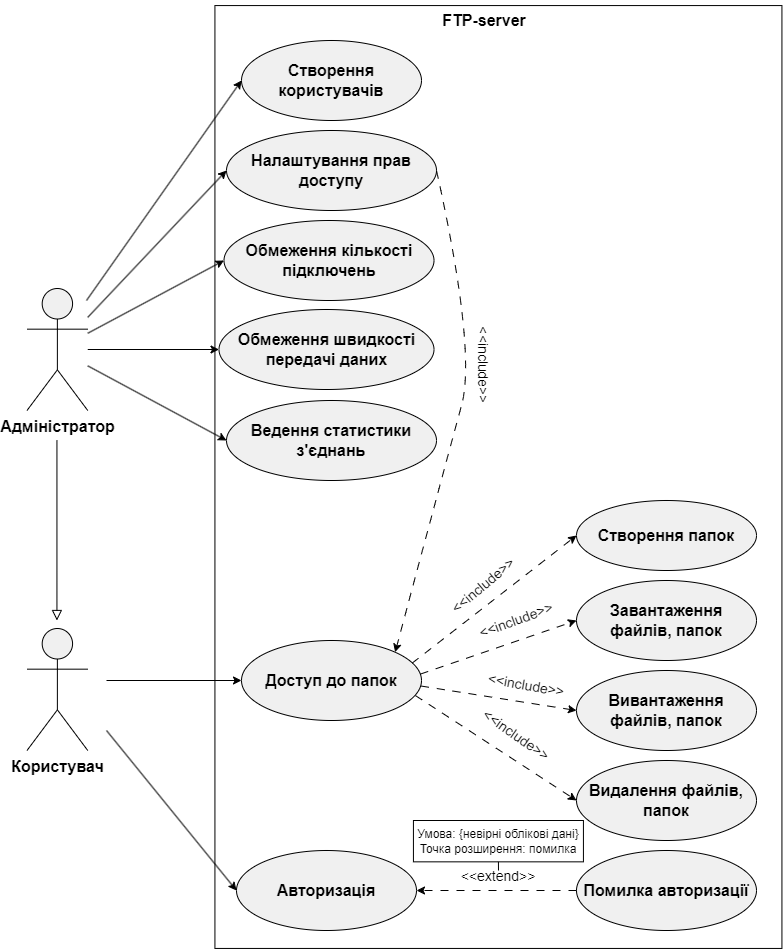 FTP-server
Створення
користувачів
Налаштування прав
доступу
Обмеження кількості
підключень
<<include>>
Обмеження швидкості
передачі даних
Адміністратор
Ведення статистики
з'єднань
Створення папок
<<include>>
Завантаження
файлів, папок
<<include>>
Доступ до папок
<<include>>
Вивантаження
файлів, папок
<<include>>
Користувач
Видалення файлів,
папок
Умова: {невірні облікові дані}
Точка розширення: помилка
<<extend>>
Авторизація
Помилка авторизації